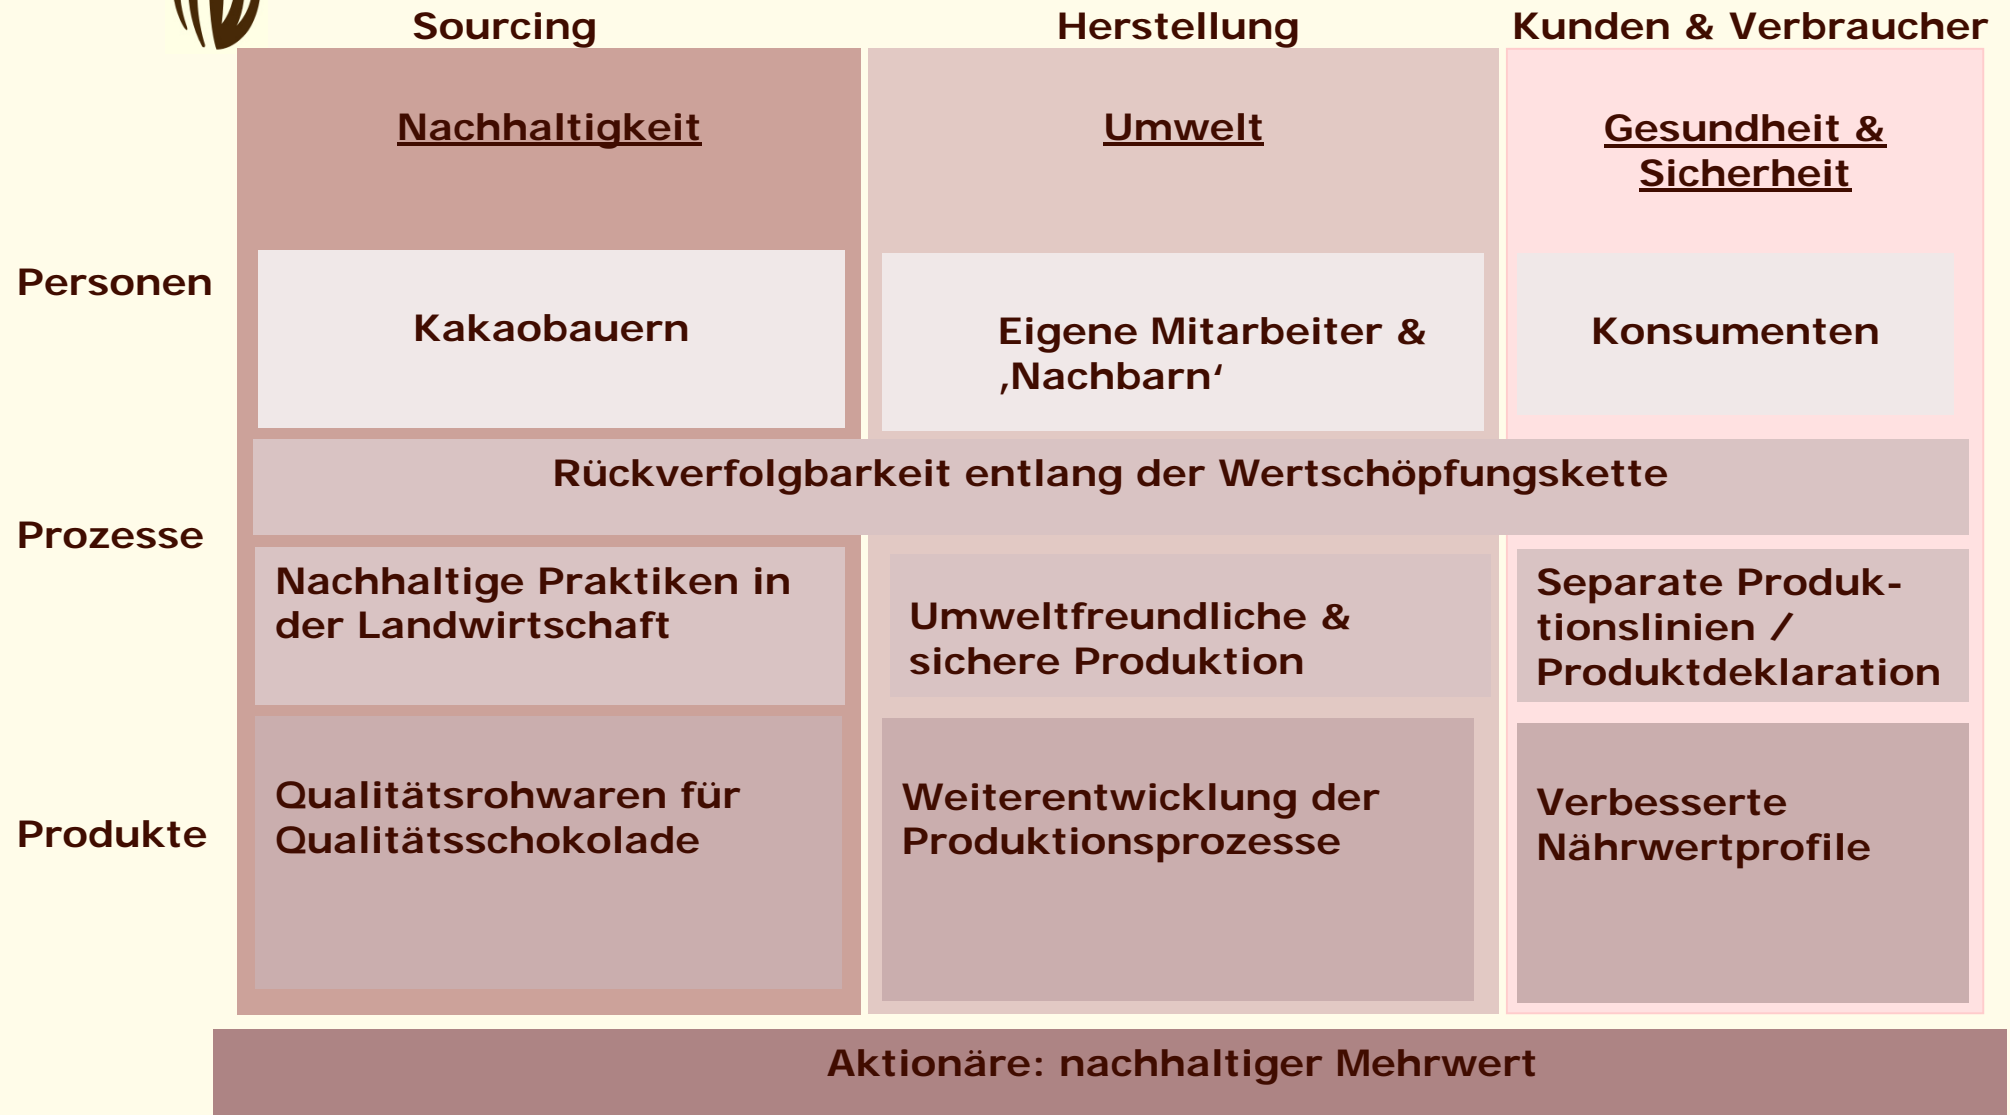 Sourcing
Herstellung
Kunden & Verbraucher
Nachhaltigkeit
Umwelt
Gesundheit &
Sicherheit
Personen
Kakaobauern
Eigene Mitarbeiter &
‚Nachbarn‘
Konsumenten
Rückverfolgbarkeit entlang der Wertschöpfungskette
Prozesse
Nachhaltige Praktiken in
der Landwirtschaft
Umweltfreundliche &
sichere Produktion
Separate Produk-
tionslinien /
Produktdeklaration
Produkte
Qualitätsrohwaren für
Qualitätsschokolade
Weiterentwicklung der
Produktionsprozesse
Verbesserte
Nährwertprofile
Aktionäre: nachhaltiger Mehrwert